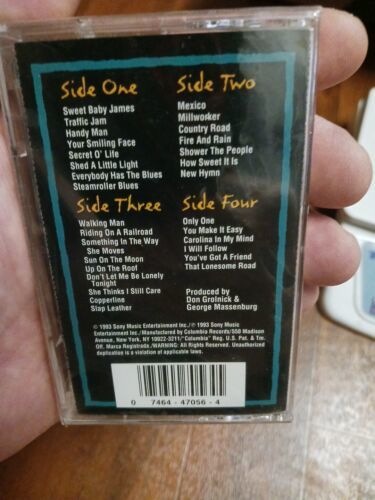 Side One
Sweet Baby James
Traffic Jam
Handy Man
Your Smiling Face
Secret O' Life
Shed A Little Light
Everybody Has The Blues
Steamroller Blues
Side Two
Mexico
Millworker
Country Road
Fire And Rain
Shower The People
How Sweet It Is
New Hymn
Side Three
Walking Man
Riding On A Railroad
Something In The Way
She Moves
Sun On The Moon
Up On The Roof
Don't Let Me Be Lonely
Tonight
She Thinks I Still Care
Copperline
Slap Leather
Side Four
Only One
You Make It Easy
Carolina In My Mind
I Will Follow
You've Got A Friend
That Lonesome Road
Produced by
Don Grolnick &
George Massenburg
© 1993 Sony Music Entertainment Inc./ ℗ 1993 Sony Music
Entertainment Inc./ Manufactured by Columbia Records/550 Madison
Avenue, New York, NY 10022-3211/"Columbia" Reg. U.S. Pat. & Tm.
Off. Marca Registrada./WARNING: All Rights Reserved. Unauthorized
duplication is a violation of applicable laws.
0 7464-47056-4